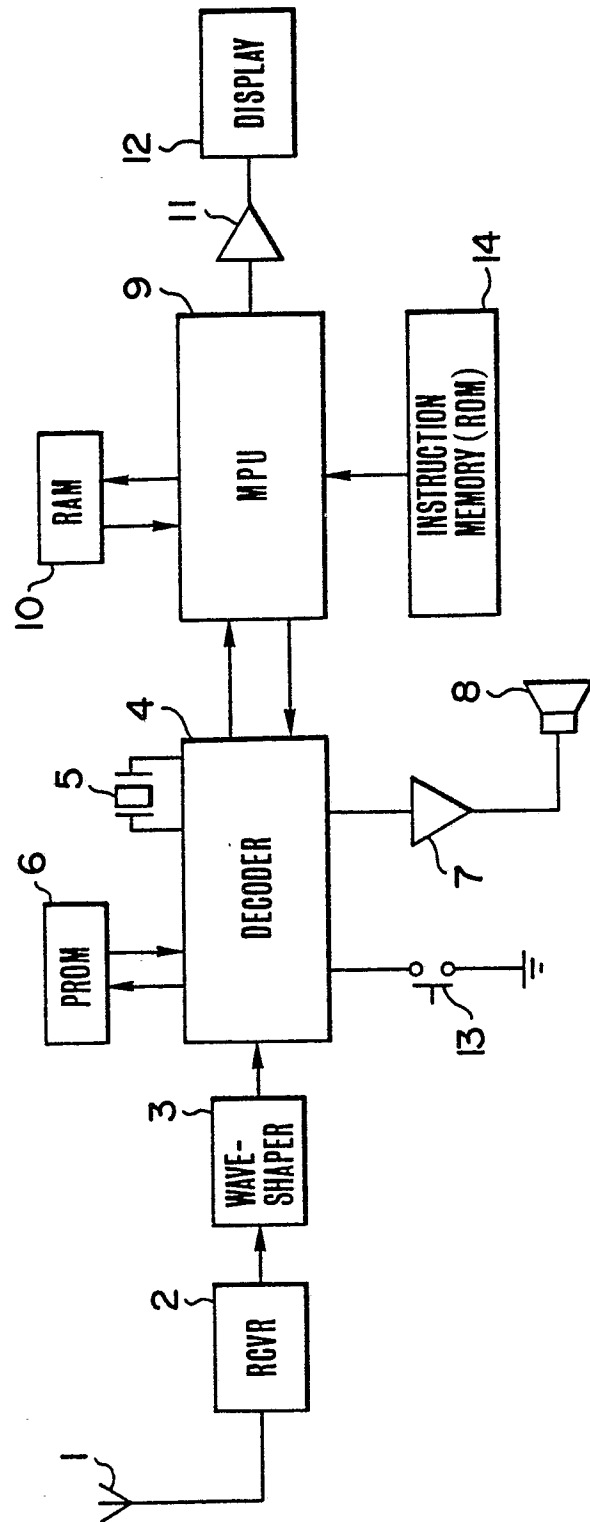 1
2
RCVR
3
WAVE-
SHAPER
6
PROM
5
4
DECODER
13
7
8
10
RAM
9
MPU
14
INSTRUCTION
MEMORY(ROM)
11
12
DISPLAY